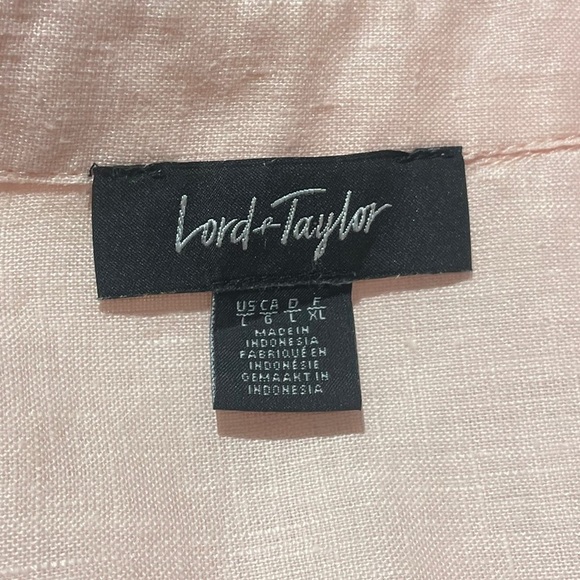 Lord + Taylor
US CA D F
L G L XL
MADE IN
INDONESIA
FABRIQUÉ EN
INDONÉSIE
GEMAAKT IN
INDONESIA